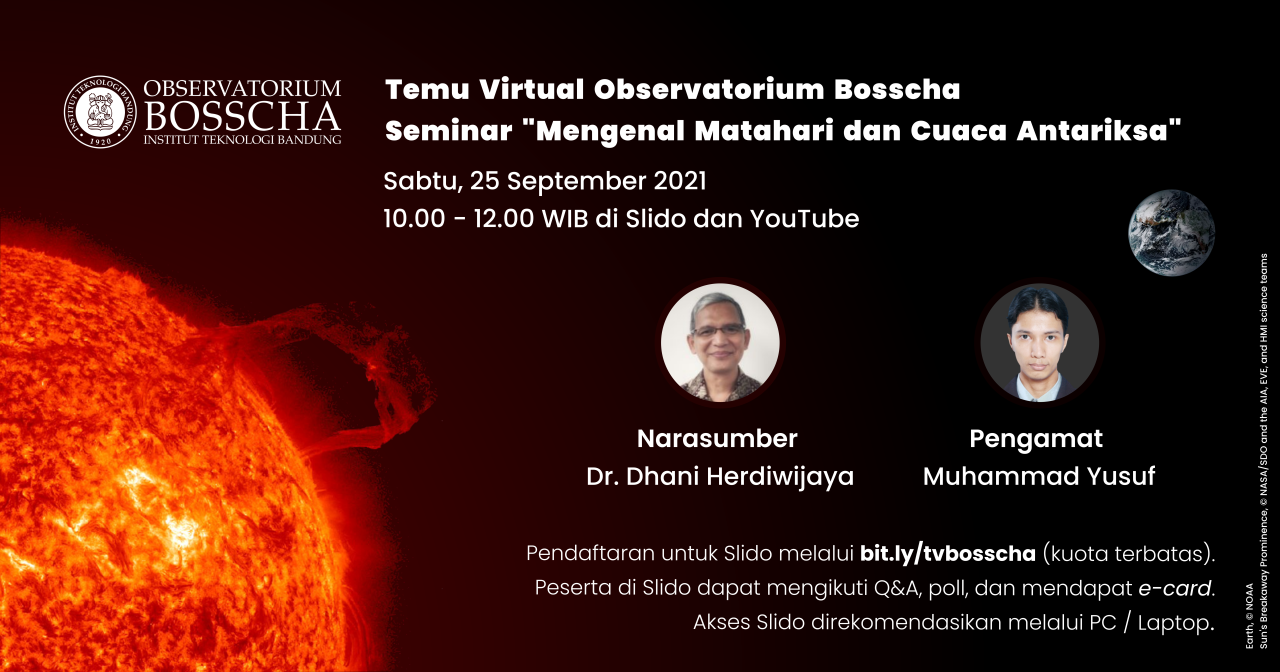 INSTITUT TEKNOLOGI BANDUNG
1920
OBSERVATORIUM
BOSSCHA
INSTITUT TEKNOLOGI BANDUNG
Temu Virtual Observatorium Bosscha
Seminar "Mengenal Matahari dan Cuaca Antariksa"
Sabtu, 25 September 2021
10.00 - 12.00 WIB di Slido dan YouTube
Narasumber
Dr. Dhani Herdiwijaya
Pengamat
Muhammad Yusuf
Pendaftaran untuk Slido melalui bit.ly/tvbosscha (kuota terbatas).
Peserta di Slido dapat mengikuti Q&A, poll, dan mendapat e-card.
Akses Slido direkomendasikan melalui PC / Laptop.
Earth, © NOAA
Sun's Breakaway Prominence, © NASA/SDO and the AIA, EVE, and HMI science teams